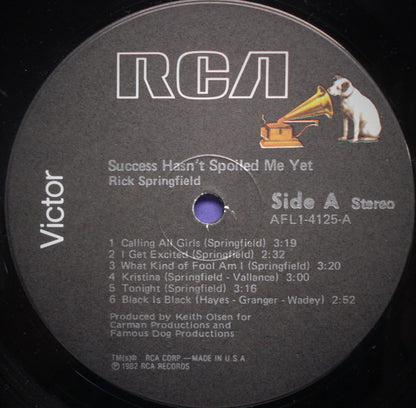 RCA
Victor
Success Hasn't Spoiled Me Yet
Rick Springfield
Side A Stereo
AFL1-4125-A
1 Calling All Girls (Springfield) 3:19
2 I Get Excited (Springfield) 2:32
3 What Kind of Fool Am I (Springfield) 3:20
4 Kristina (Springfield - Vallance) 3:00
5 Tonight (Springfield) 3:16
6 Black Is Black (Hayes - Granger - Wadey) 2:52
Produced by Keith Olsen for
Carman Productions and
Famous Dog Productions
TM(s)® RCA CORP—MADE IN U.S.A.
℗ 1982 RCA RECORDS